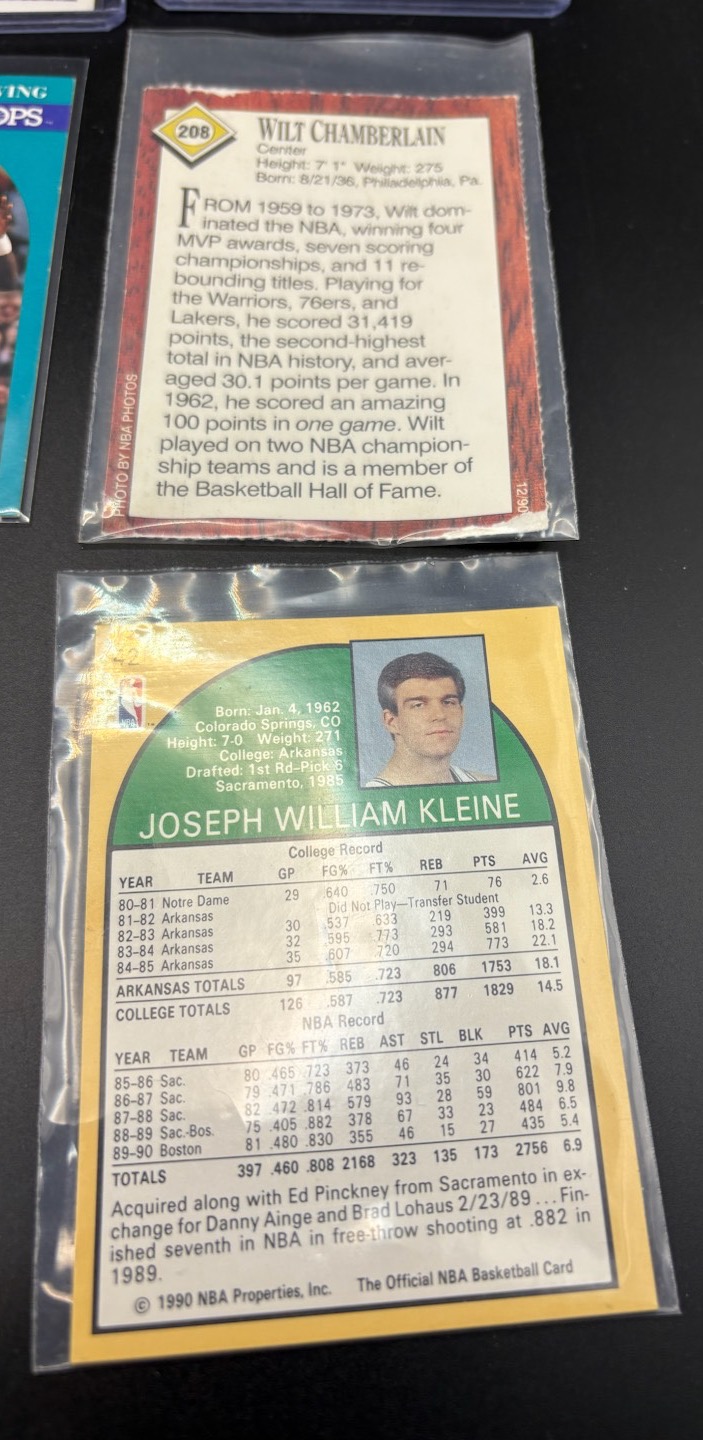 VING
OPS
208
WILT CHAMBERLAIN
Center
Height: 7' 1" Weight: 275
Born: 8/21/36, Philadelphia, Pa.
FROM 1959 to 1973, Wilt dom-
inated the NBA, winning four
MVP awards, seven scoring
championships, and 11 re-
bounding titles. Playing for
the Warriors, 76ers, and
Lakers, he scored 31,419
points, the second-highest
total in NBA history, and aver-
aged 30.1 points per game. In
1962, he scored an amazing
100 points in one game. Wilt
played on two NBA champion-
ship teams and is a member of
the Basketball Hall of Fame.
PHOTO BY NBA PHOTOS
12/90
42
NBA
Born: Jan. 4, 1962
Colorado Springs, CO
Height: 7-0 Weight: 271
College: Arkansas
Drafted: 1st Rd-Pick 6
Sacramento, 1985
JOSEPH WILLIAM KLEINE
College Record
YEAR TEAM GP FG% FT% REB PTS AVG
80-81 Notre Dame 29 .640 .750 71 76 2.6
81-82 Arkansas Did Not Play—Transfer Student
82-83 Arkansas 30 .537 .633 219 399 13.3
83-84 Arkansas 32 .595 .773 293 581 18.2
84-85 Arkansas 35 .607 .720 294 773 22.1
ARKANSAS TOTALS 97 .585 .723 806 1753 18.1
COLLEGE TOTALS 126 .587 .723 877 1829 14.5
NBA Record
YEAR TEAM GP FG% FT% REB AST STL BLK PTS AVG
85-86 Sac. 80 .465 .723 373 46 24 34 414 5.2
86-87 Sac. 79 .471 .786 483 71 35 30 622 7.9
87-88 Sac. 82 .472 .814 579 93 28 59 801 9.8
88-89 Sac.-Bos. 75 .405 .882 378 67 33 23 484 6.5
89-90 Boston 81 .480 .830 355 46 15 27 435 5.4
TOTALS 397 .460 .808 2168 323 135 173 2756 6.9
Acquired along with Ed Pinckney from Sacramento in ex-
change for Danny Ainge and Brad Lohaus 2/23/89 ... Fin-
ished seventh in NBA in free-throw shooting at .882 in
1989.
© 1990 NBA Properties, Inc. The Official NBA Basketball Card